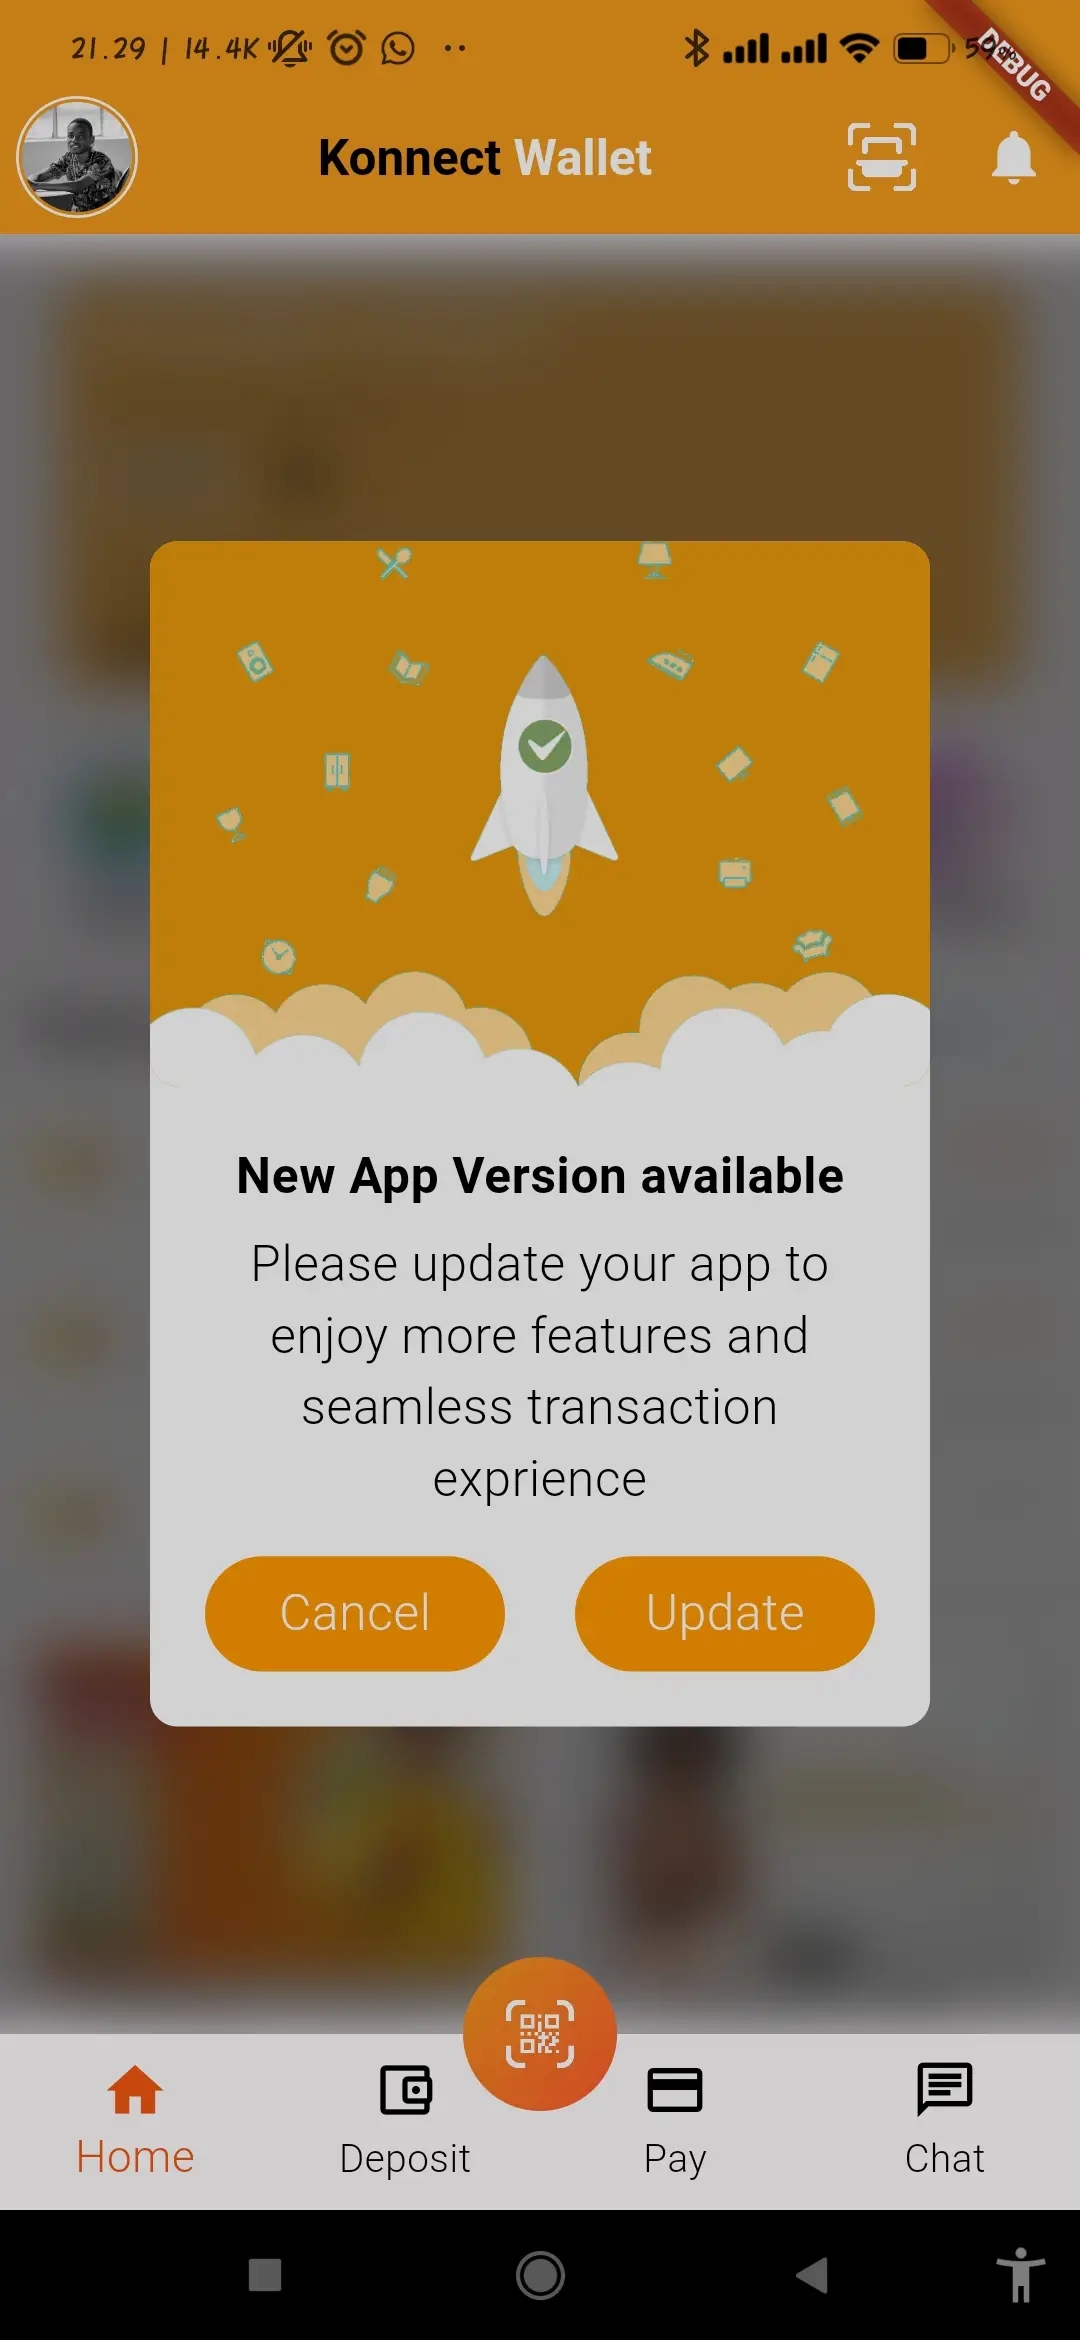 21.29 | 14.4K
DEBUG
Konnect Wallet
New App Version available
Please update your app to
enjoy more features and
seamless transaction
exprience
Cancel
Update
Home
Deposit
Pay
Chat